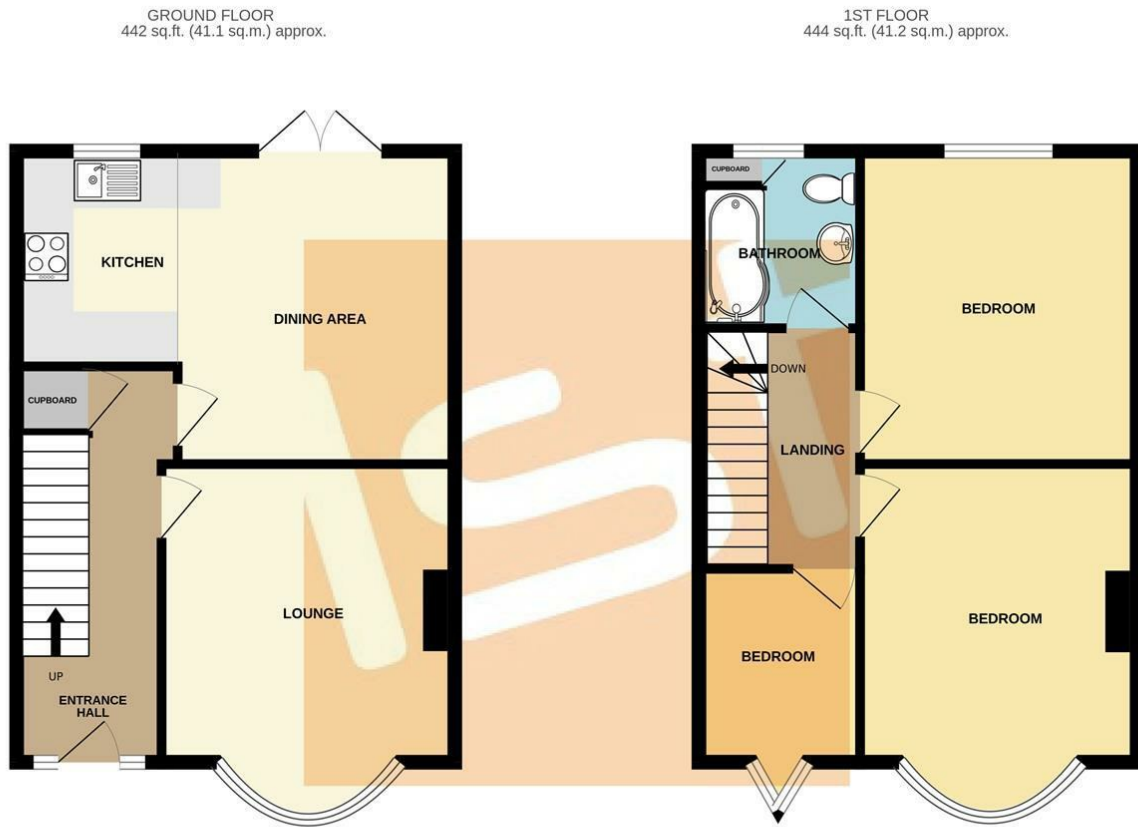 GROUND FLOOR
442 sq.ft. (41.1 sq.m.) approx.
1ST FLOOR
444 sq.ft. (41.2 sq.m.) approx.
KITCHEN
DINING AREA
CUPBOARD
LOUNGE
UP
ENTRANCE
HALL
CUPBOARD
BATHROOM
BEDROOM
DOWN
LANDING
BEDROOM
BEDROOM